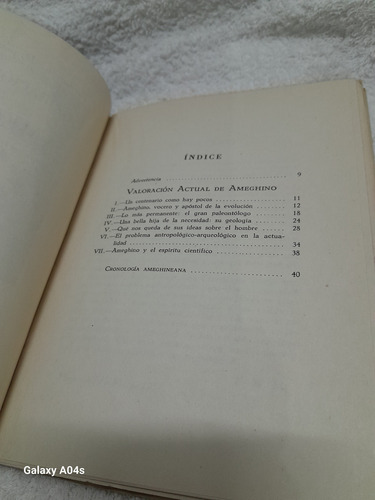 ÍNDICE
Advertencia 9
VALORACIÓN ACTUAL DE AMEGHINO
I.—Un centenario como hay pocos 11
II.—Ameghino, vocero y apóstol de la evolución 12
III.—Lo más permanente: el gran paleontólogo 18
IV.—Una bella hija de la necesidad: su geología 24
V.—Qué nos queda de sus ideas sobre el hombre 28
VI.—El problema antropológico-arqueológico en la actua-
lidad 34
VII.—Ameghino y el espíritu científico 38
CRONOLOGÍA AMEGHINEANA 40
Galaxy A04s